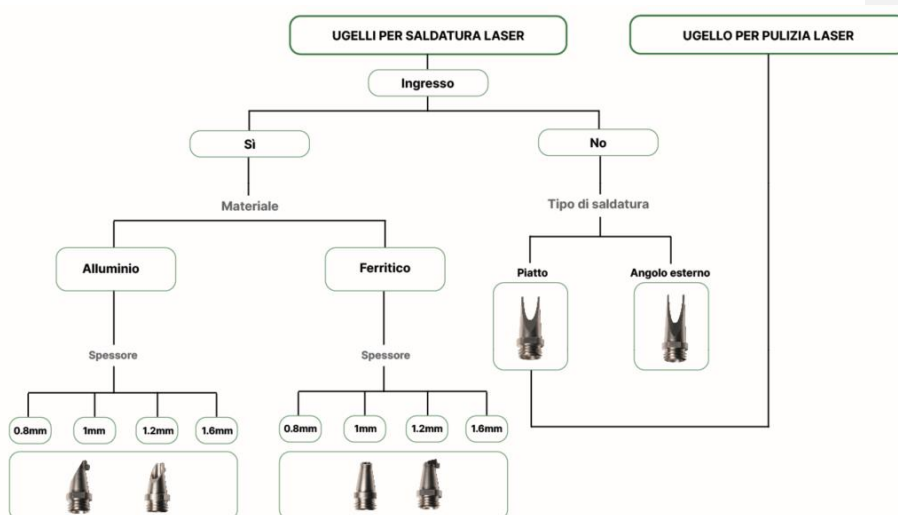 UGELLI PER SALDATURA LASER
UGELLO PER PULIZIA LASER
Ingresso
Sì
No
Materiale
Tipo di saldatura
Alluminio
Ferritico
Piatto
Angolo esterno
Spessore
Spessore
0.8mm
1mm
1.2mm
1.6mm
0.8mm
1mm
1.2mm
1.6mm